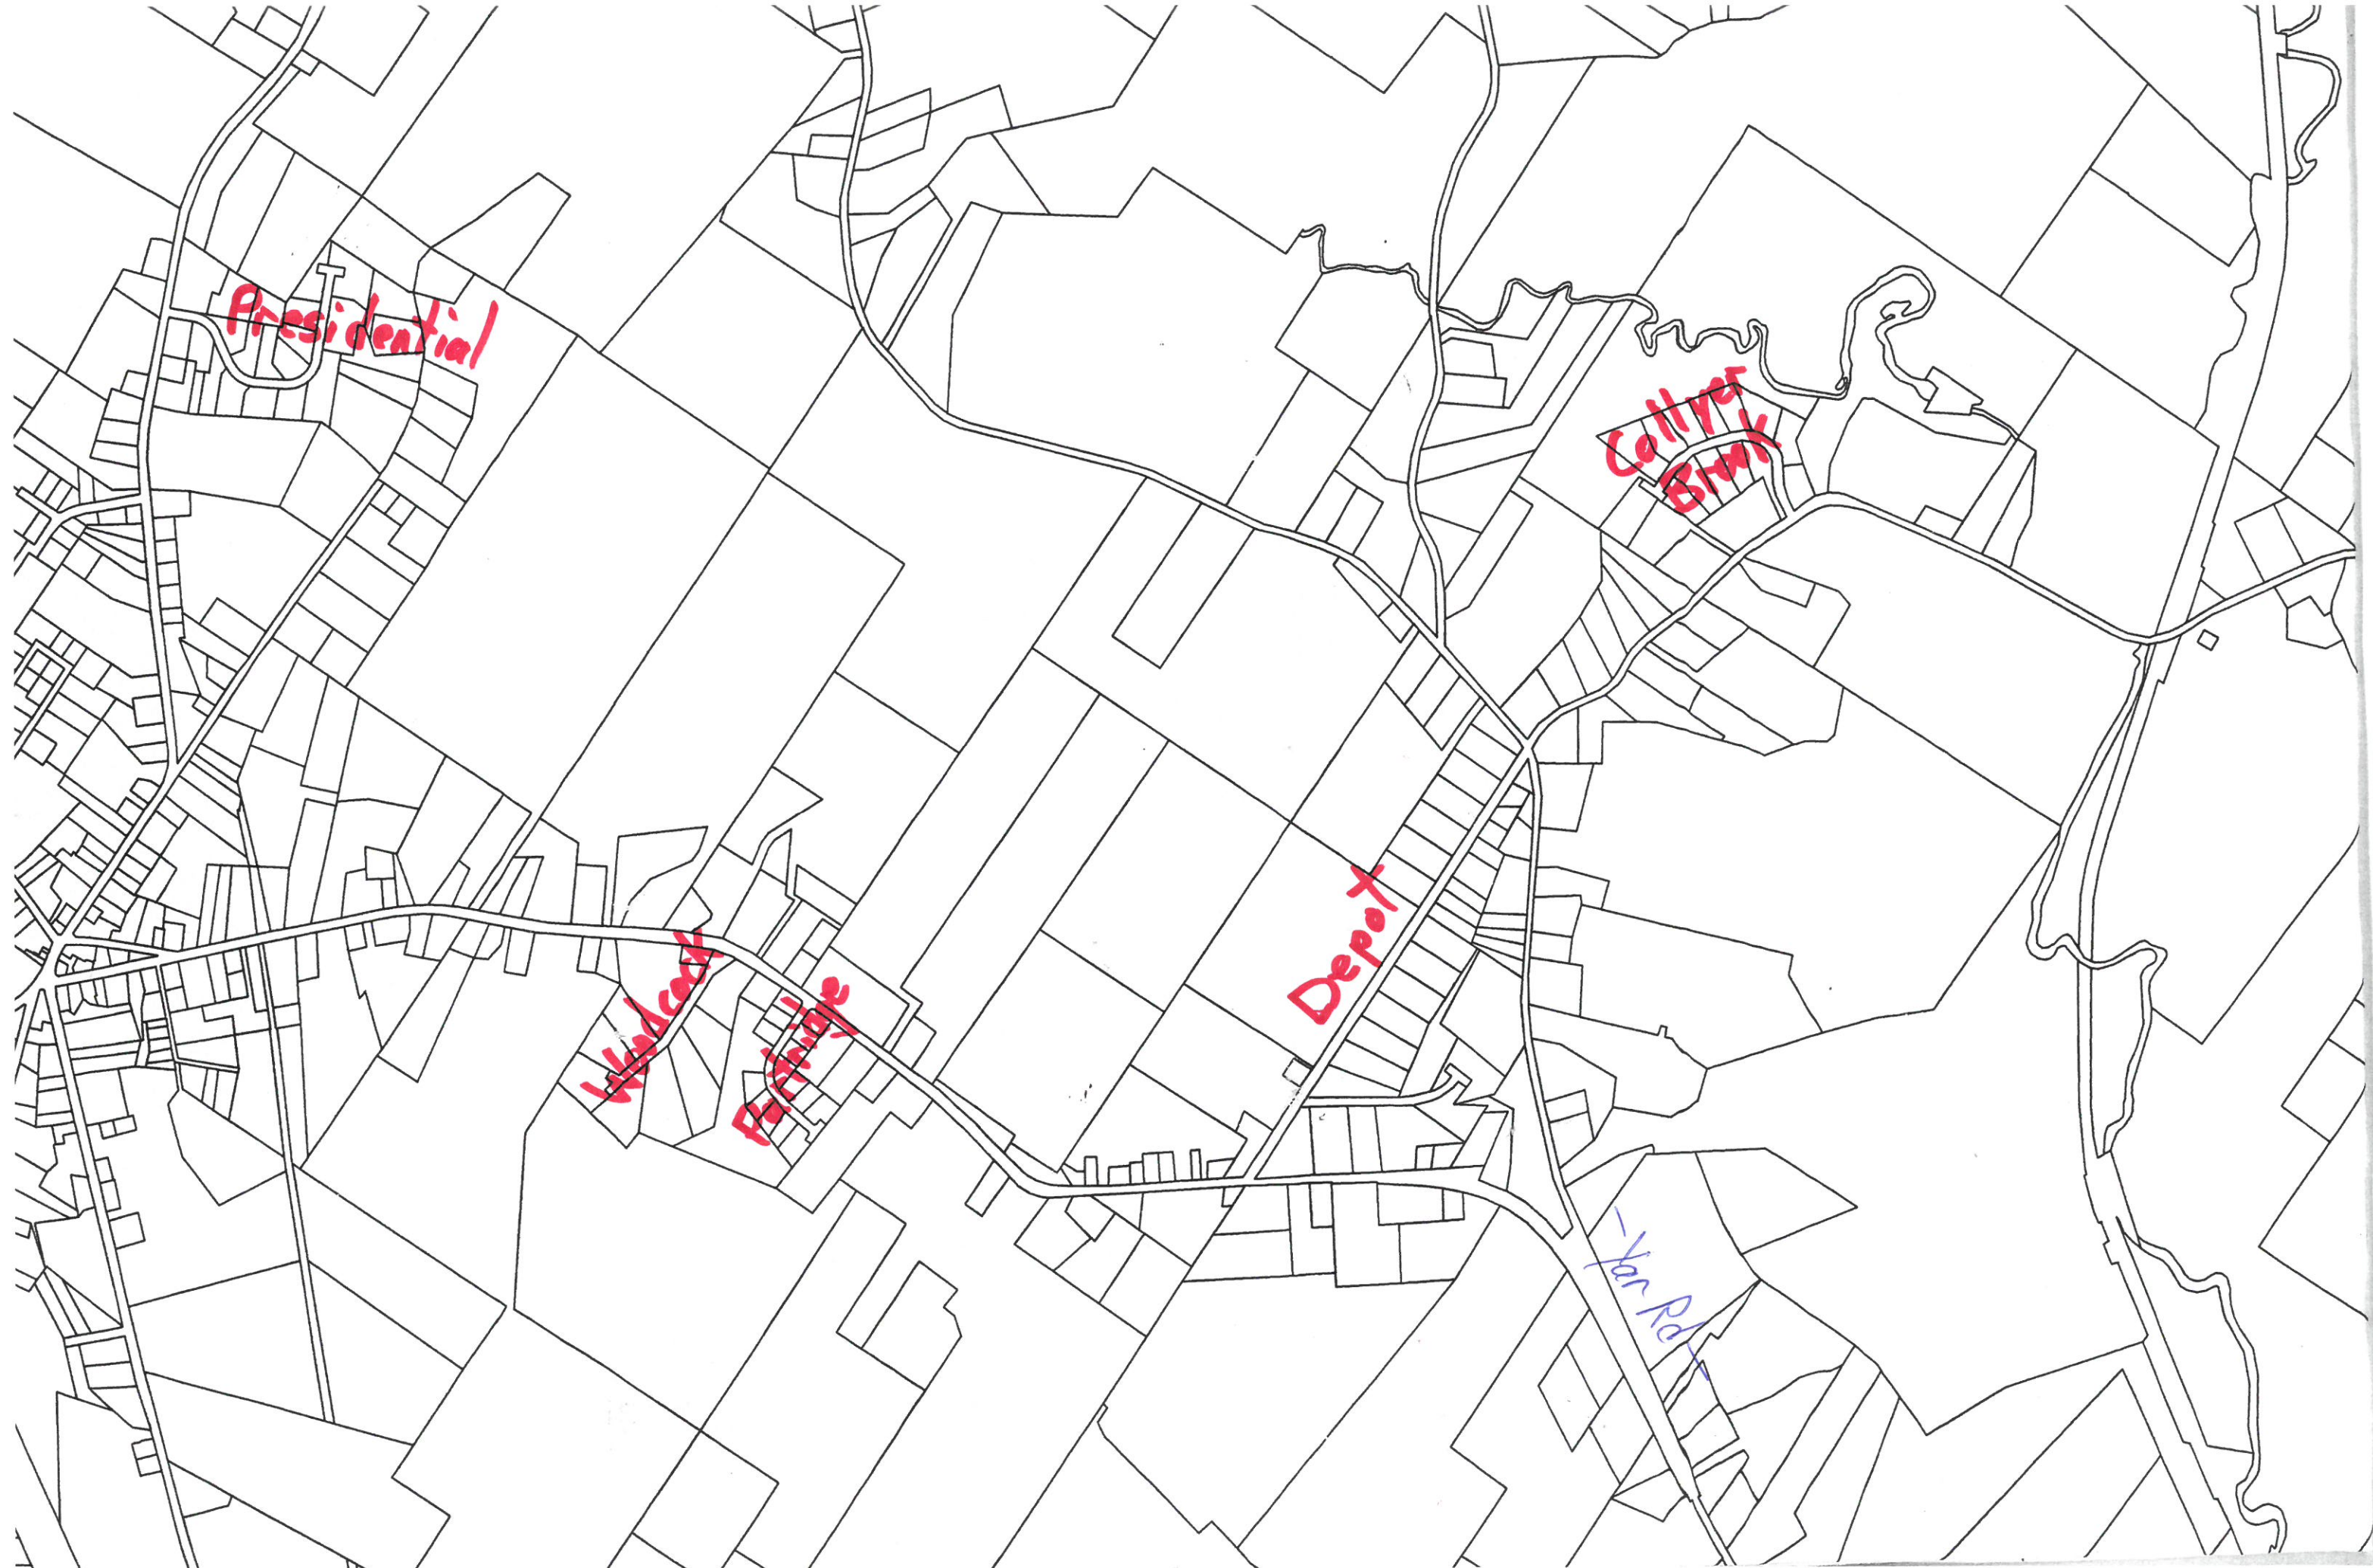 Presidential
Collyer
Brook
Depot
Woodcock
Partridge
-Yar Rd-